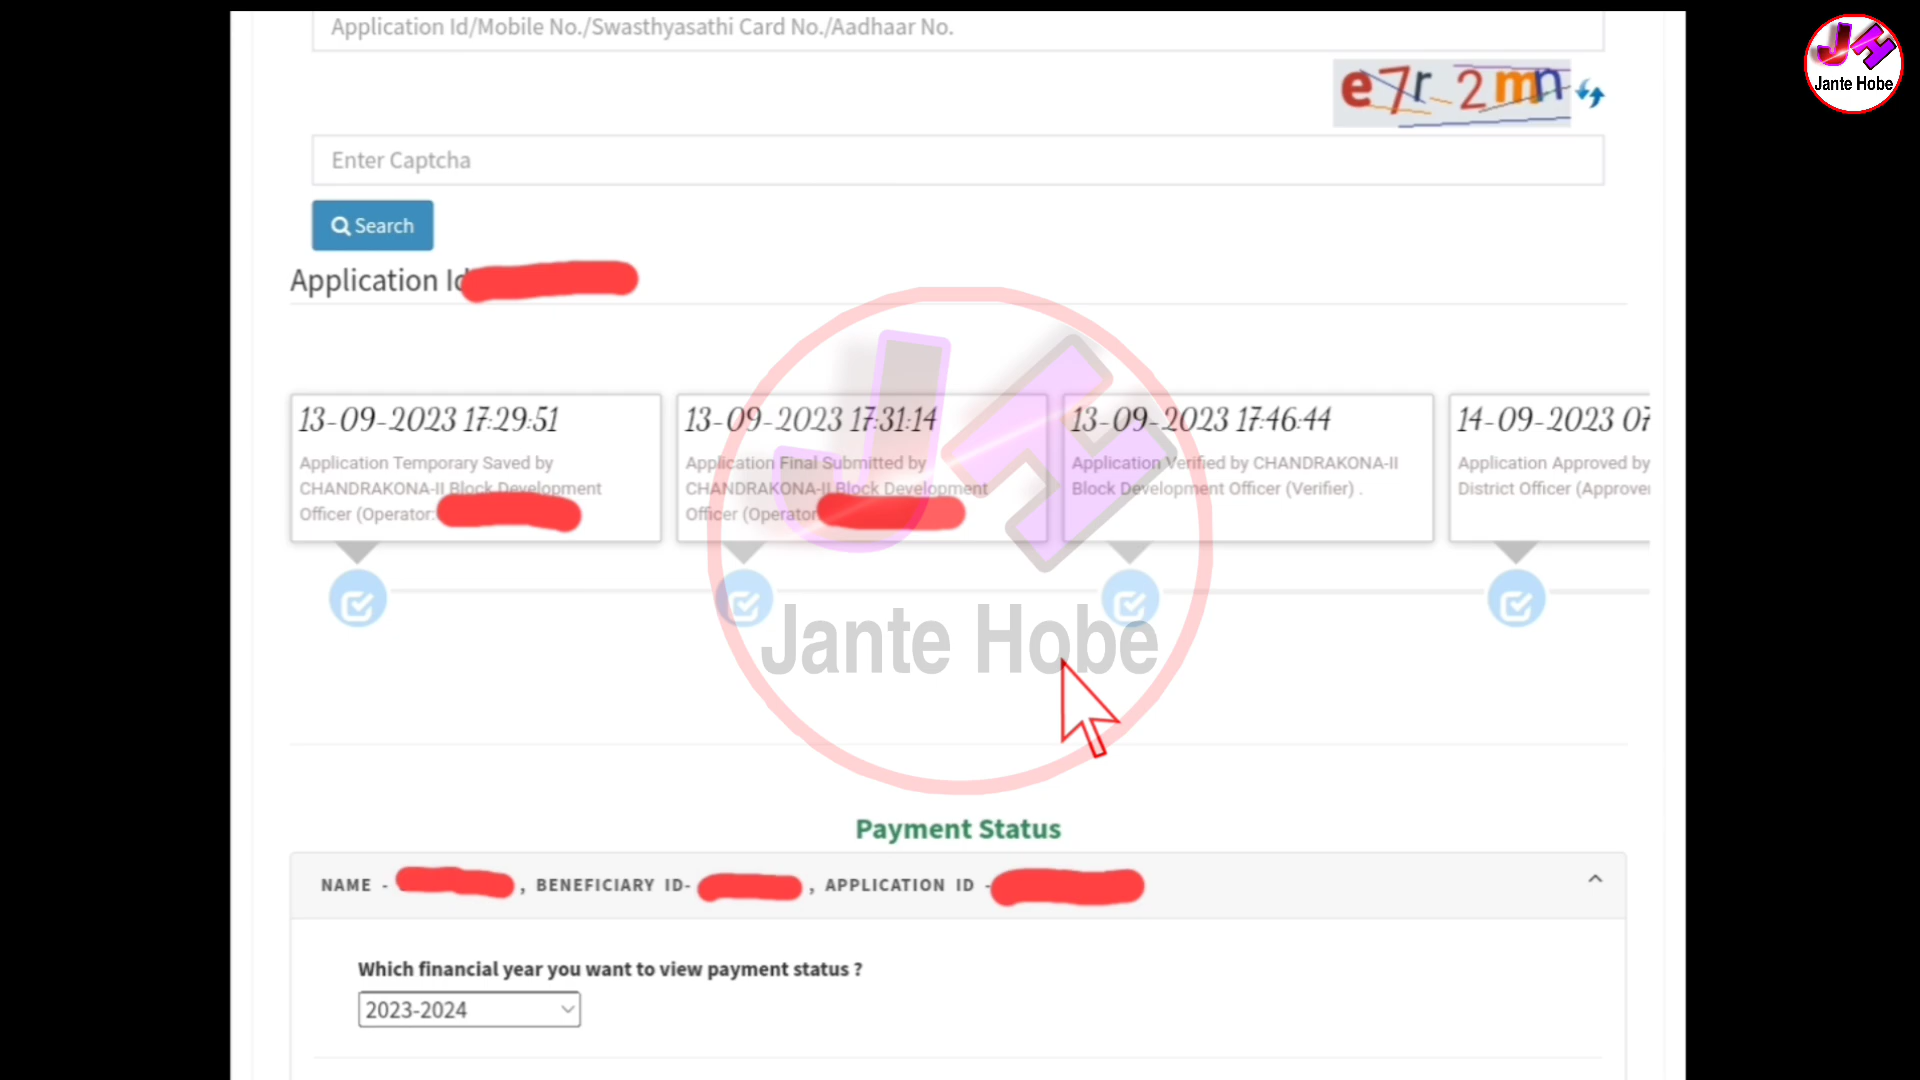 JH
Jante Hobe
Application Id/Mobile No./Swasthyasathi Card No./Aadhaar No.
e7r 2mn
Enter Captcha
Search
Application Id
13-09-2023 17:29:51
Application Temporary Saved by
CHANDRAKONA-II Block Development
Officer (Operator:
13-09-2023 17:31:14
Application Final Submitted by
CHANDRAKONA-II Block Development
Officer (Operator
13-09-2023 17:46:44
Application Verified by CHANDRAKONA-II
Block Development Officer (Verifier) .
14-09-2023 07
Application Approved by
District Officer (Approver
JH
Jante Hobe
Payment Status
NAME - , BENEFICIARY ID- , APPLICATION ID -
Which financial year you want to view payment status ?
2023-2024